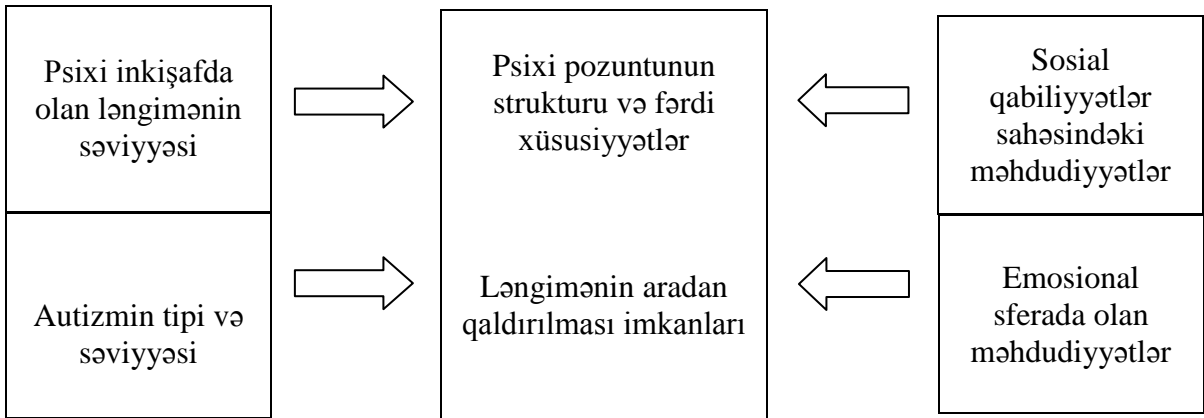 Psixi inkişafda
olan ləngimənin
səviyyəsi
Autizmin tipi və
səviyyəsi
Psixi pozuntunun
strukturu və fərdi
xüsusiyyətlər
Ləngimənin aradan
qaldırılması imkanları
Sosial
qabiliyyətlər
sahəsindəki
məhdudiyyətlər
Emosional
sferada olan
məhdudiyyətlər